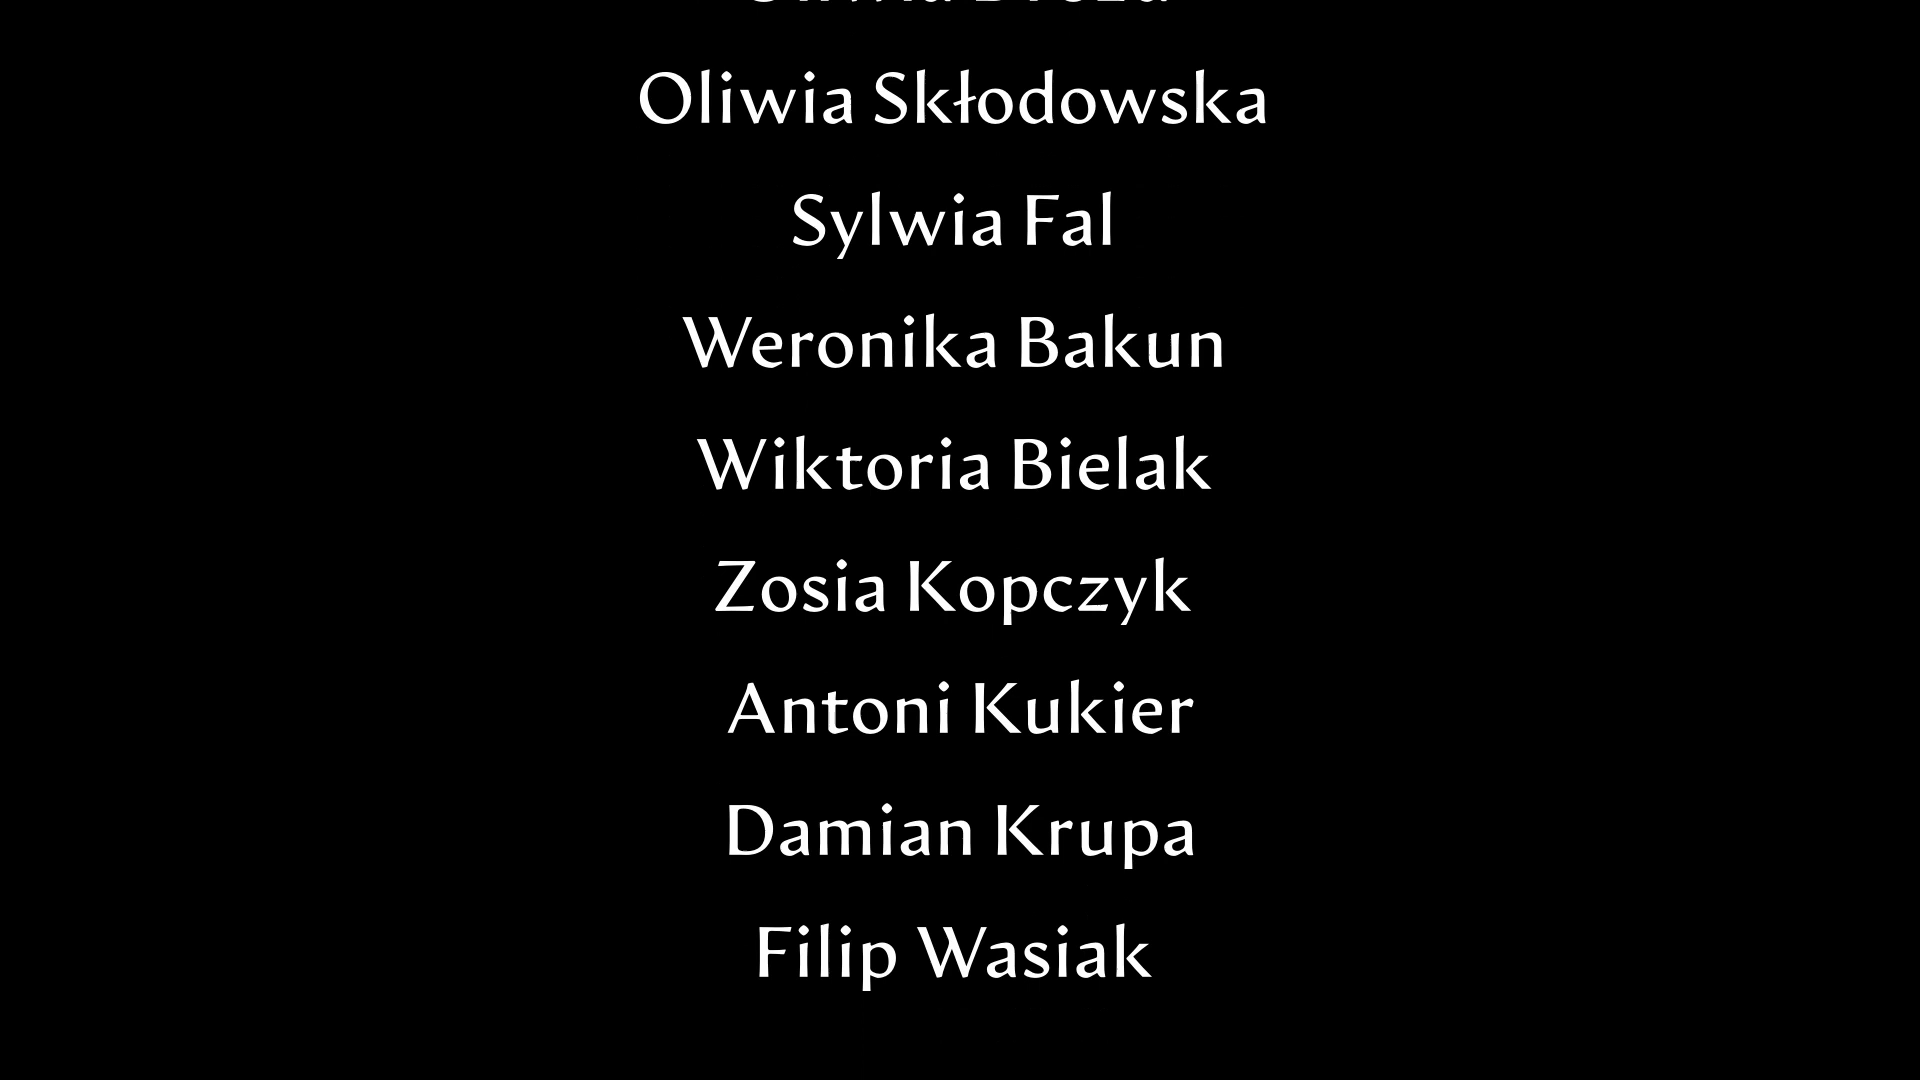 Oliwia Skłodowska
Sylwia Fal
Weronika Bakun
Wiktoria Bielak
Zosia Kopczyk
Antoni Kukier
Damian Krupa
Filip Wasiak